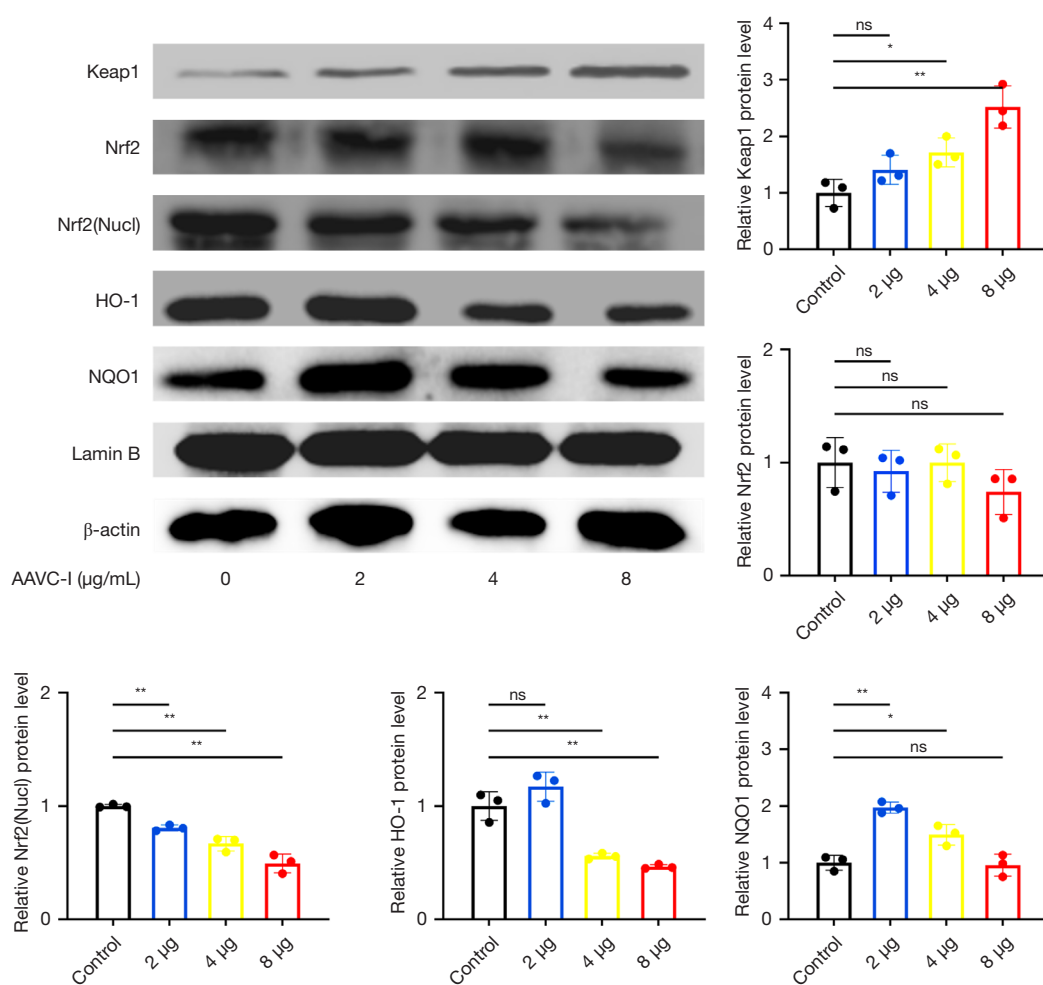 Keap1
Nrf2
Nrf2(Nucl)
HO-1
NQO1
Lamin B
β-actin
AAVC-I (μg/mL) 0 2 4 8
Relative Keap1 protein level
4
3
2
1
0
ns
*
**
Control 2 μg 4 μg 8 μg
Relative Nrf2 protein level
2
1
0
ns
ns
ns
Control 2 μg 4 μg 8 μg
Relative Nrf2(Nucl) protein level
2
1
0
**
**
**
Control 2 μg 4 μg 8 μg
Relative HO-1 protein level
2
1
0
ns
**
**
Control 2 μg 4 μg 8 μg
Relative NQO1 protein level
4
3
2
1
0
**
*
ns
Control 2 μg 4 μg 8 μg